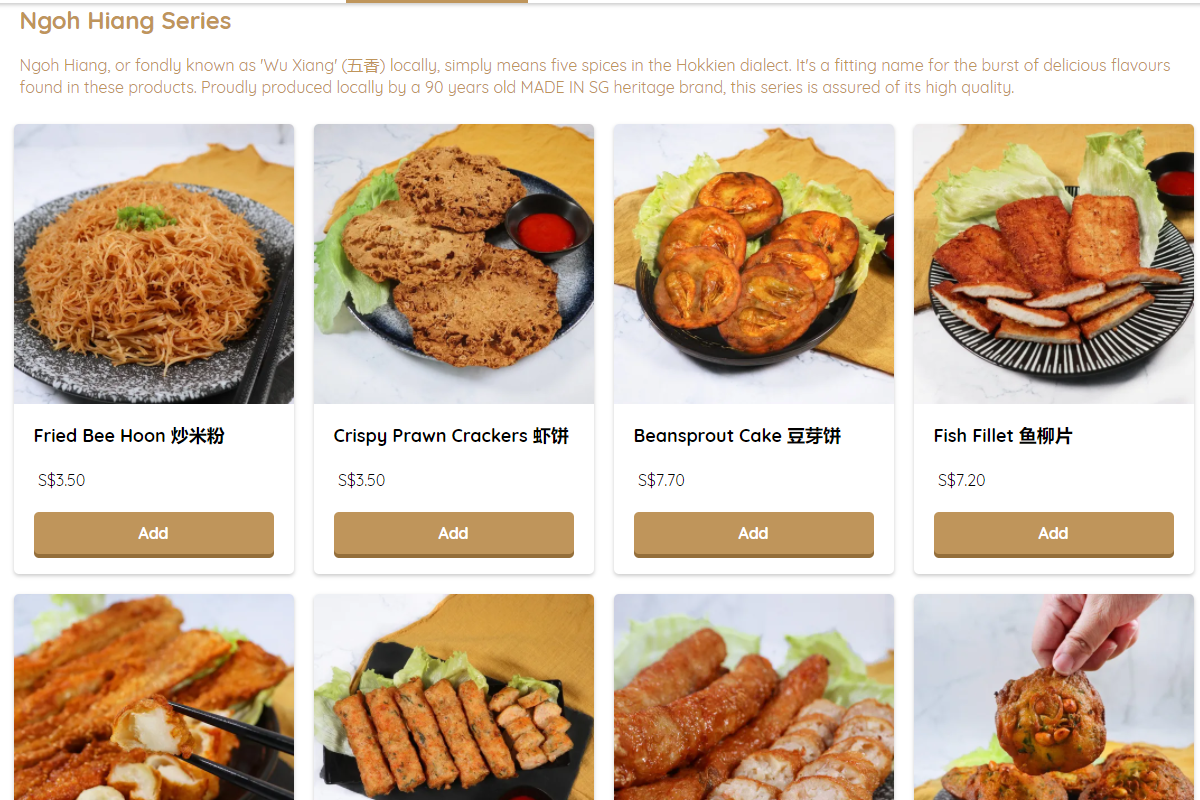 Ngoh Hiang Series
Ngoh Hiang, or fondly known as 'Wu Xiang' (五香) locally, simply means five spices in the Hokkien dialect. It's a fitting name for the burst of delicious flavours
found in these products. Proudly produced locally by a 90 years old MADE IN SG heritage brand, this series is assured of its high quality.
Fried Bee Hoon 炒米粉
S$3.50
Add
Crispy Prawn Crackers 虾饼
S$3.50
Add
Beansprout Cake 豆芽饼
S$7.70
Add
Fish Fillet 鱼柳片
S$7.20
Add